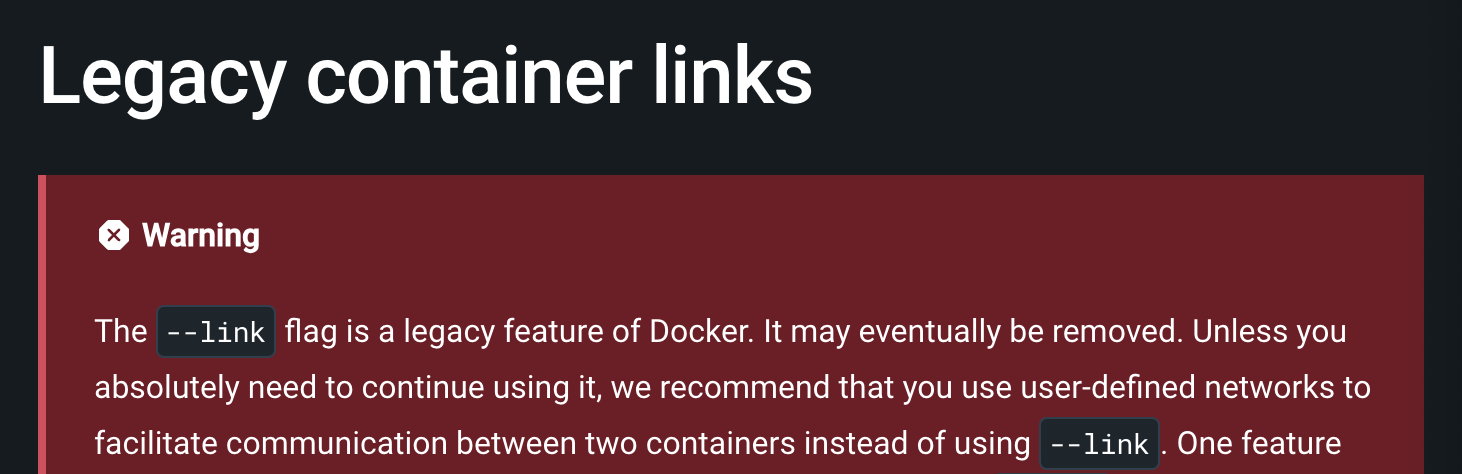 Legacy container links
Warning
The --link flag is a legacy feature of Docker. It may eventually be removed. Unless you
absolutely need to continue using it, we recommend that you use user-defined networks to
facilitate communication between two containers instead of using --link. One feature